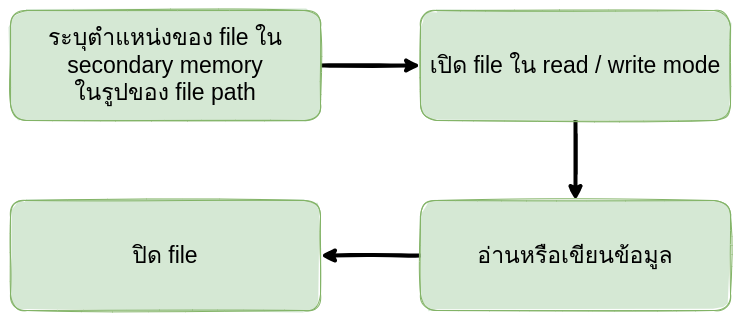 ระบุตำแหน่งของ file ใน
secondary memory
ในรูปของ file path
เปิด file ใน read / write mode
อ่านหรือเขียนข้อมูล
ปิด file